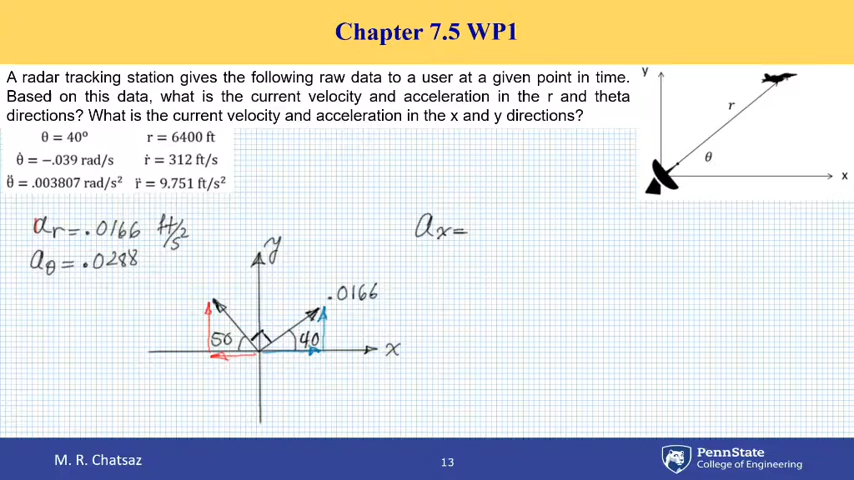 Chapter 7.5 WP1
A radar tracking station gives the following raw data to a user at a given point in time.
Based on this data, what is the current velocity and acceleration in the r and theta
directions? What is the current velocity and acceleration in the x and y directions?
θ = 40° r = 6400 ft
θ̇ = −.039 rad/s ṙ = 312 ft/s
θ̈ = .003807 rad/s² r̈ = 9.751 ft/s²
y
r
θ
x
ar = .0166 ft/s²
aθ = .0288
ax =
y
.0166
50
40
x
M. R. Chatsaz
13
PennState
College of Engineering